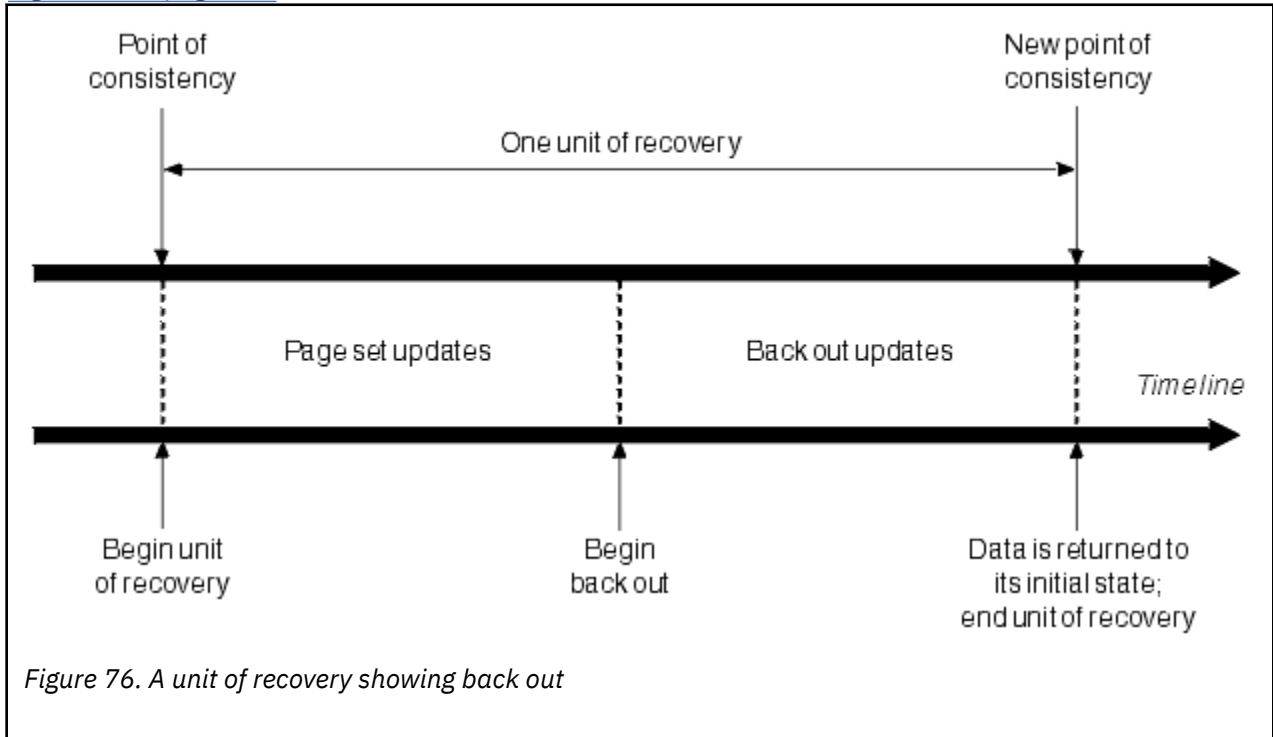 Point of
consistency
New point of
consistency
One unit of recovery
Page set updates
Back out updates
Timeline
Begin unit
of recovery
Begin
back out
Data is returned to
its initial state;
end unit of recovery
Figure 76. A unit of recovery showing back out